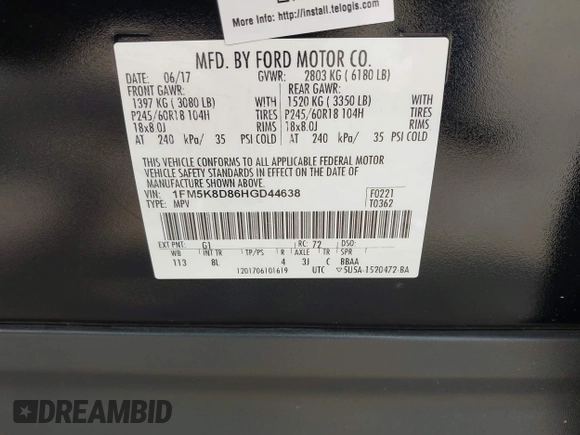 More Info: http://install.telogis.com
MFD. BY FORD MOTOR CO.
DATE: 06/17 GVWR: 2803 KG ( 6180 LB)
FRONT GAWR: REAR GAWR:
1397 KG ( 3080 LB) WITH 1520 KG ( 3350 LB) WITH
P245/60R18 104H TIRES P245/60R18 104H TIRES
18x8.0J RIMS 18x8.0J RIMS
AT 240 kPa/ 35 PSI COLD AT 240 kPa/ 35 PSI COLD
THIS VEHICLE CONFORMS TO ALL APPLICABLE FEDERAL MOTOR
VEHICLE SAFETY STANDARDS IN EFFECT ON THE DATE OF
MANUFACTURE SHOWN ABOVE.
VIN: 1FM5K8D86HGD44638 F0221
TYPE: MPV T0362
EXT PNT: G1 RC: 72 DSO:
WB INT TR TP/PS R AXLE TR SPR
113 8L 4 3J C BBAA
1201706101619 UTC 5U5A-1520472-BA
DREAMBID